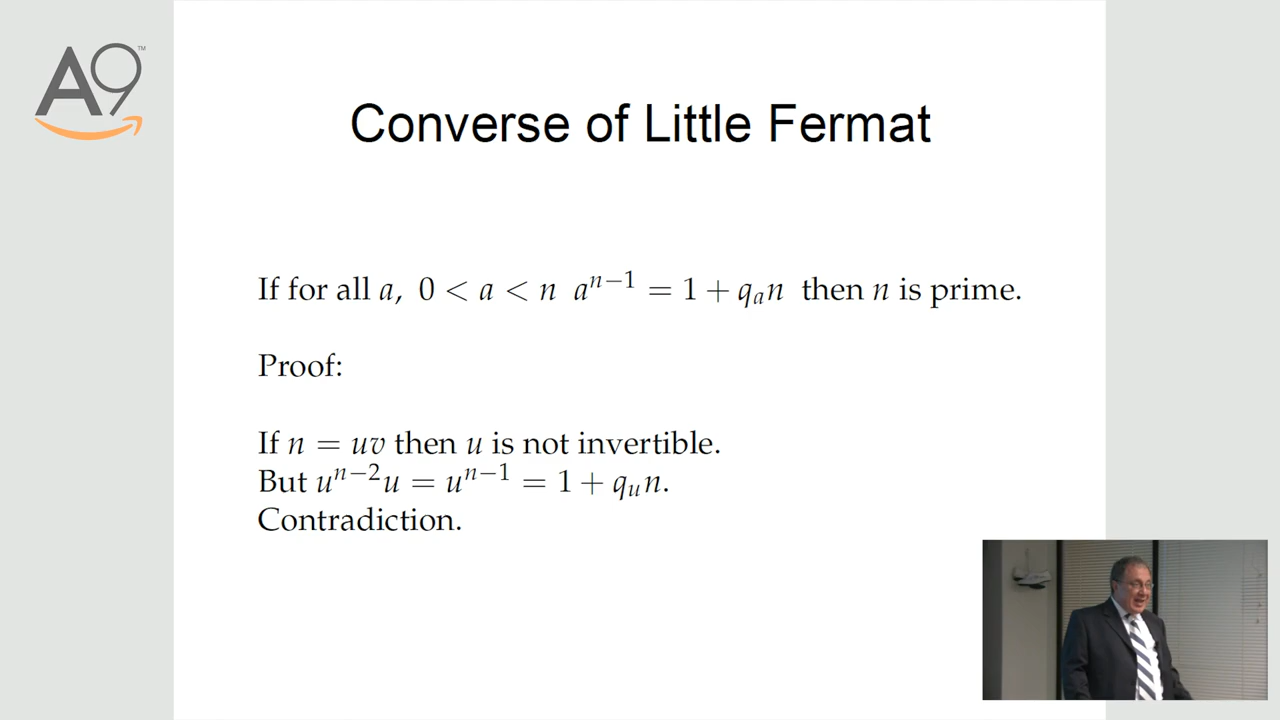 A9™
Converse of Little Fermat
If for all a, 0 < a < n a^{n−1} = 1 + q_a n then n is prime.
Proof:
If n = uv then u is not invertible.
But u^{n−2}u = u^{n−1} = 1 + q_u n.
Contradiction.